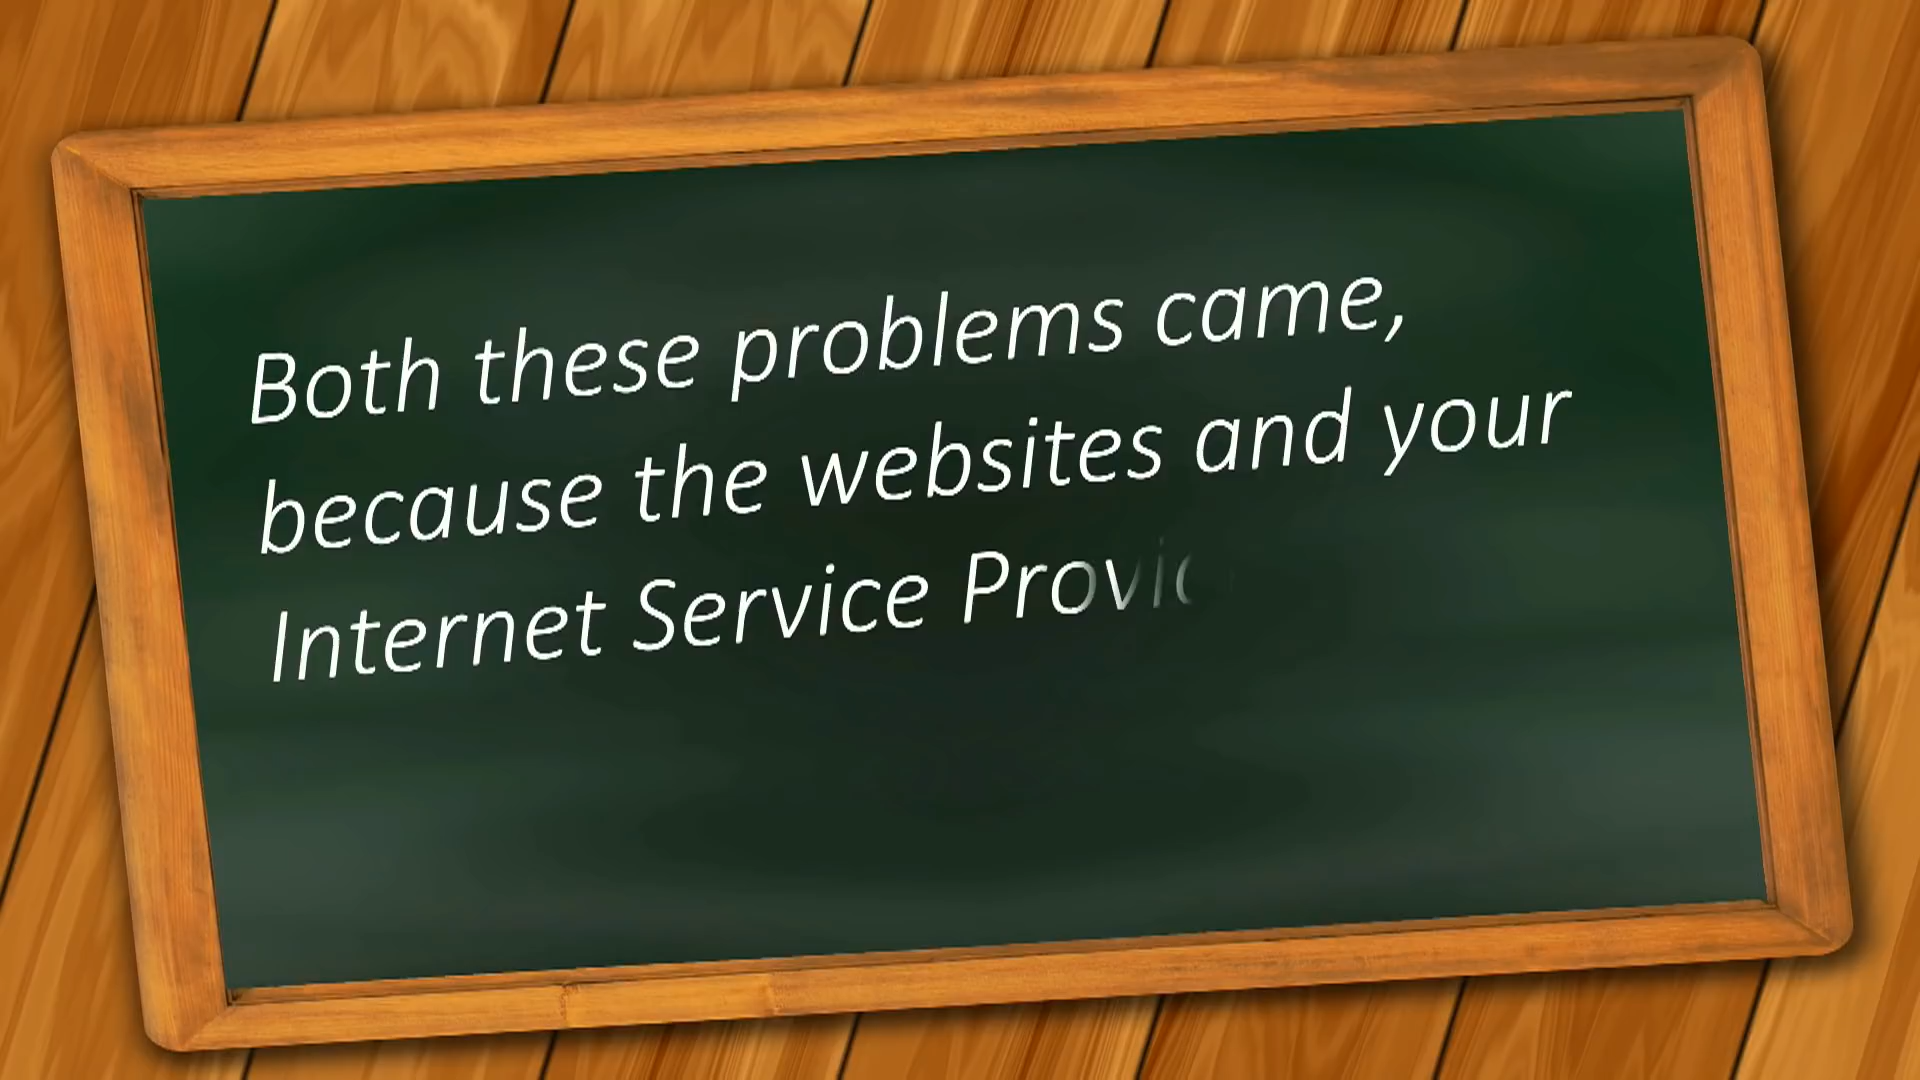 Both these problems came,
because the websites and your
Internet Service